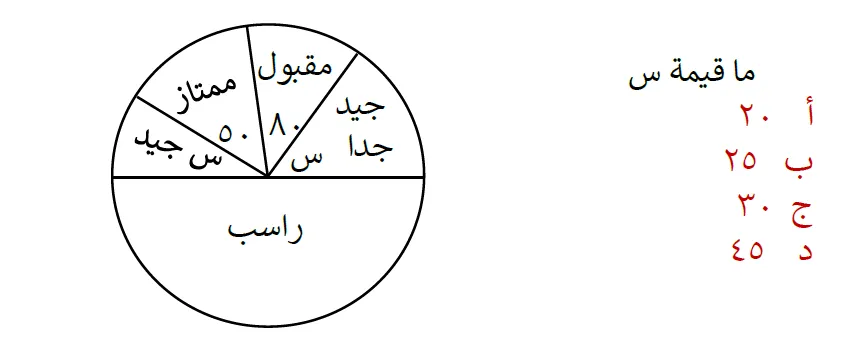 ما قيمة س
أ ٢٠
ب ٢٥
ج ٣٠
د ٤٥
مقبول
٨٠
ممتاز
٥٠
جيد
جدا
س
س جيد
راسب